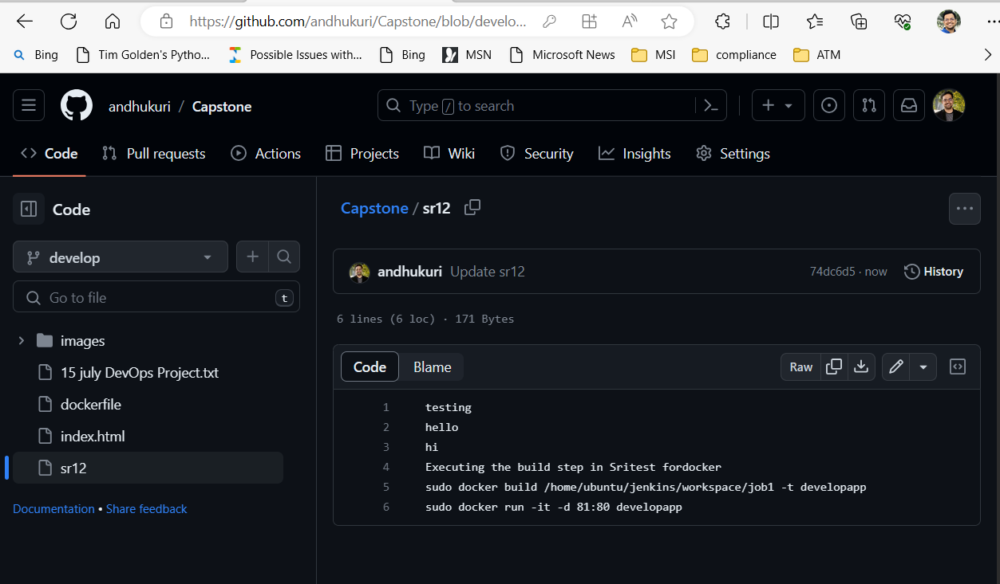 https://github.com/andhukuri/Capstone/blob/develo...
Bing Tim Golden's Pytho... Possible Issues with... Bing MSN Microsoft News MSI compliance ATM
andhukuri / Capstone Type / to search
Code Pull requests Actions Projects Wiki Security Insights Settings
Code
develop
Go to file t
images
15 july DevOps Project.txt
dockerfile
index.html
sr12
Documentation • Share feedback
Capstone / sr12
andhukuri Update sr12 74dc6d5 · now History
6 lines (6 loc) · 171 Bytes
Code Blame Raw
1 testing
2 hello
3 hi
4 Executing the build step in Sritest fordocker
5 sudo docker build /home/ubuntu/jenkins/workspace/job1 -t developapp
6 sudo docker run -it -d 81:80 developapp